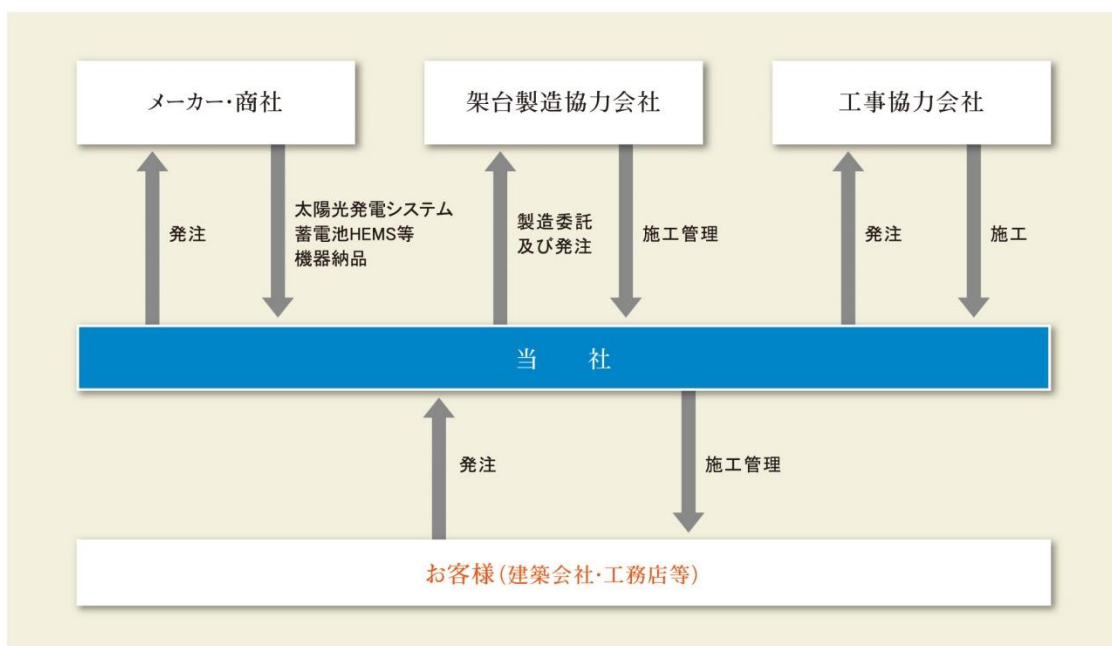 メーカー・商社
架台製造協力会社
工事協力会社
発注
太陽光発電システム
蓄電池HEMS等
機器納品
製造委託
及び発注
施工管理
発注
施工
当　社
発注
施工管理
お客様（建築会社・工務店等）